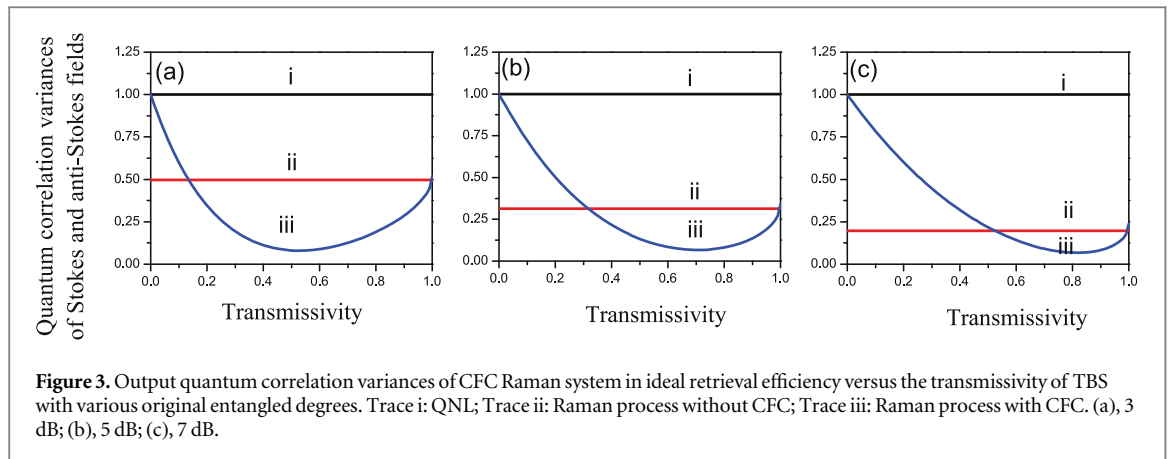 Quantum correlation variances
of Stokes and anti-Stokes fields
1.25
1.00
0.75
0.50
0.25
0.00
(a)
i
ii
iii
0.0 0.2 0.4 0.6 0.8 1.0
Transmissivity
1.25
1.00
0.75
0.50
0.25
0.00
(b)
i
ii
iii
0.0 0.2 0.4 0.6 0.8 1.0
Transmissivity
1.25
1.00
0.75
0.50
0.25
0.00
(c)
i
ii
iii
0.0 0.2 0.4 0.6 0.8 1.0
Transmissivity
Figure 3. Output quantum correlation variances of CFC Raman system in ideal retrieval efficiency versus the transmissivity of TBS
with various original entangled degrees. Trace i: QNL; Trace ii: Raman process without CFC; Trace iii: Raman process with CFC. (a), 3
dB; (b), 5 dB; (c), 7 dB.